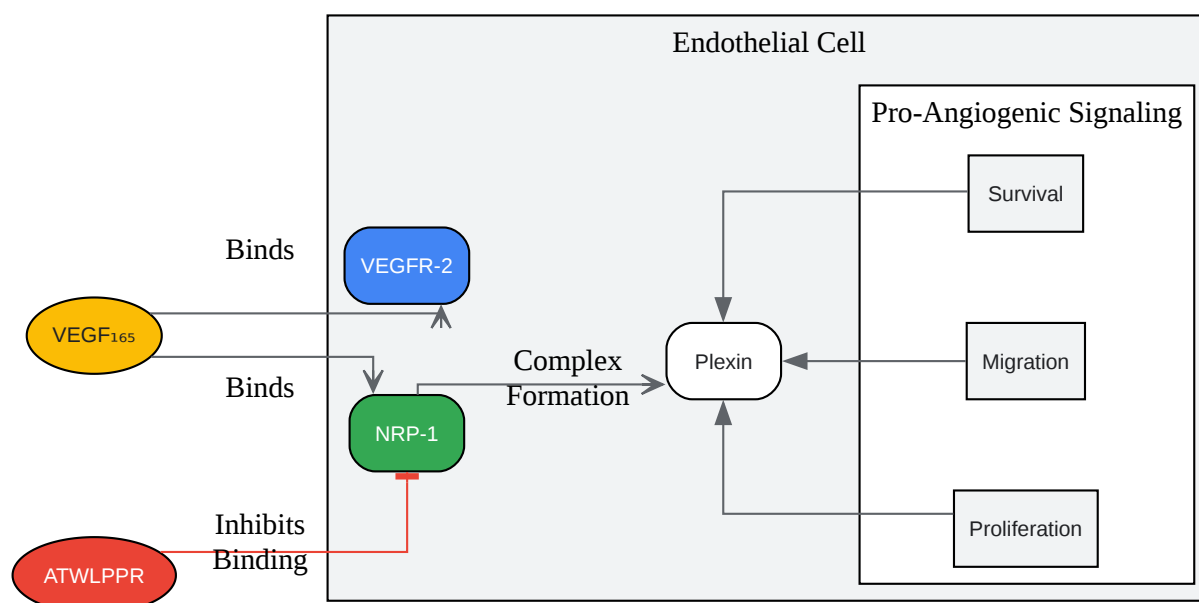 Endothelial Cell
Pro-Angiogenic Signaling
Survival
Binds
VEGFR-2
VEGF₁₆₅
Binds
Complex
Formation
Plexin
Migration
NRP-1
Inhibits
Binding
Proliferation
ATWLPPR